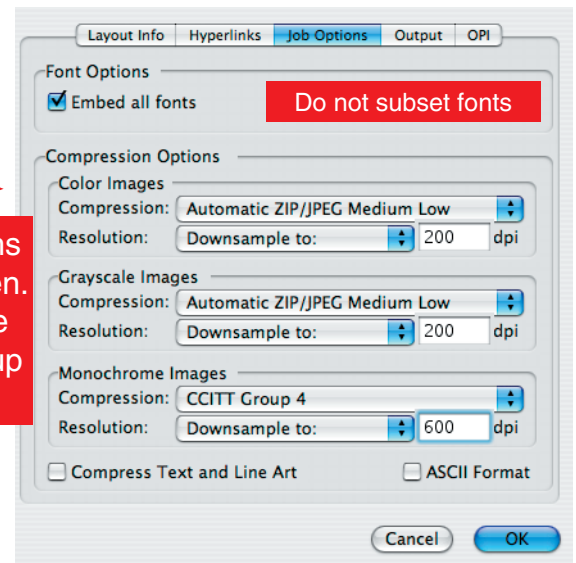 Layout Info Hyperlinks Job Options Output OPI
Font Options
Embed all fonts
Do not subset fonts
Compression Options
Color Images
Compression: Automatic ZIP/JPEG Medium Low
Resolution: Downsample to: 200 dpi
Grayscale Images
Compression: Automatic ZIP/JPEG Medium Low
Resolution: Downsample to: 200 dpi
Monochrome Images
Compression: CCITT Group 4
Resolution: Downsample to: 600 dpi
Compress Text and Line Art ASCII Format
Cancel OK
up